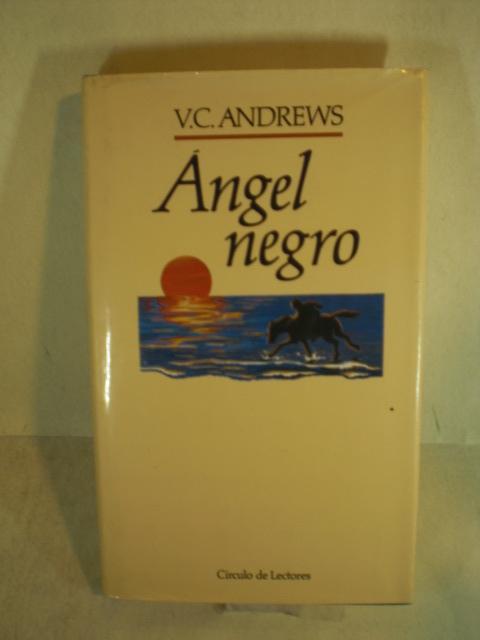 V.C. ANDREWS
Ángel
negro
Círculo de Lectores